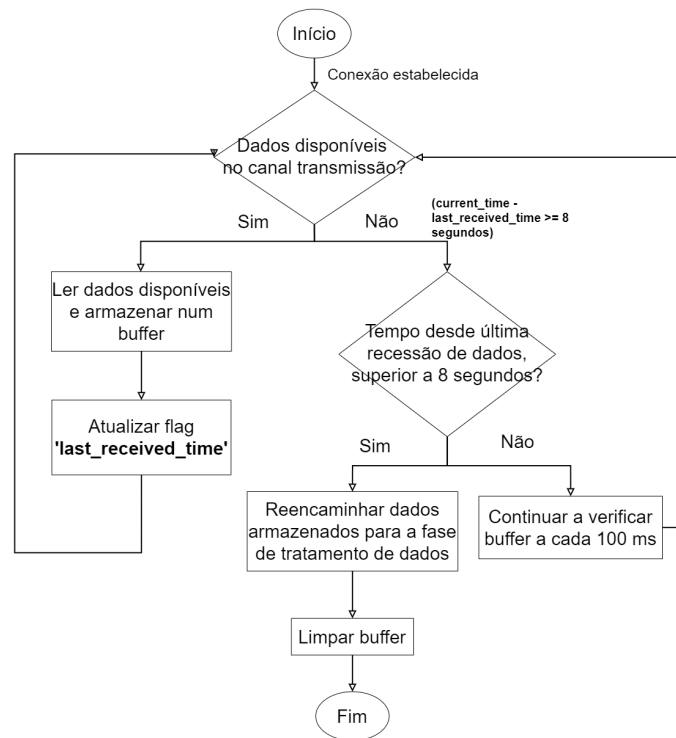 Início
Conexão estabelecida
Dados disponíveis
no canal transmissão?
Sim
Não
(current_time -
last_received_time >= 8
segundos)
Ler dados disponíveis
e armazenar num
buffer
Tempo desde última
recessão de dados,
superior a 8 segundos?
Atualizar flag
'last_received_time'
Sim
Não
Reencaminhar dados
armazenados para a fase
de tratamento de dados
Continuar a verificar
buffer a cada 100 ms
Limpar buffer
Fim